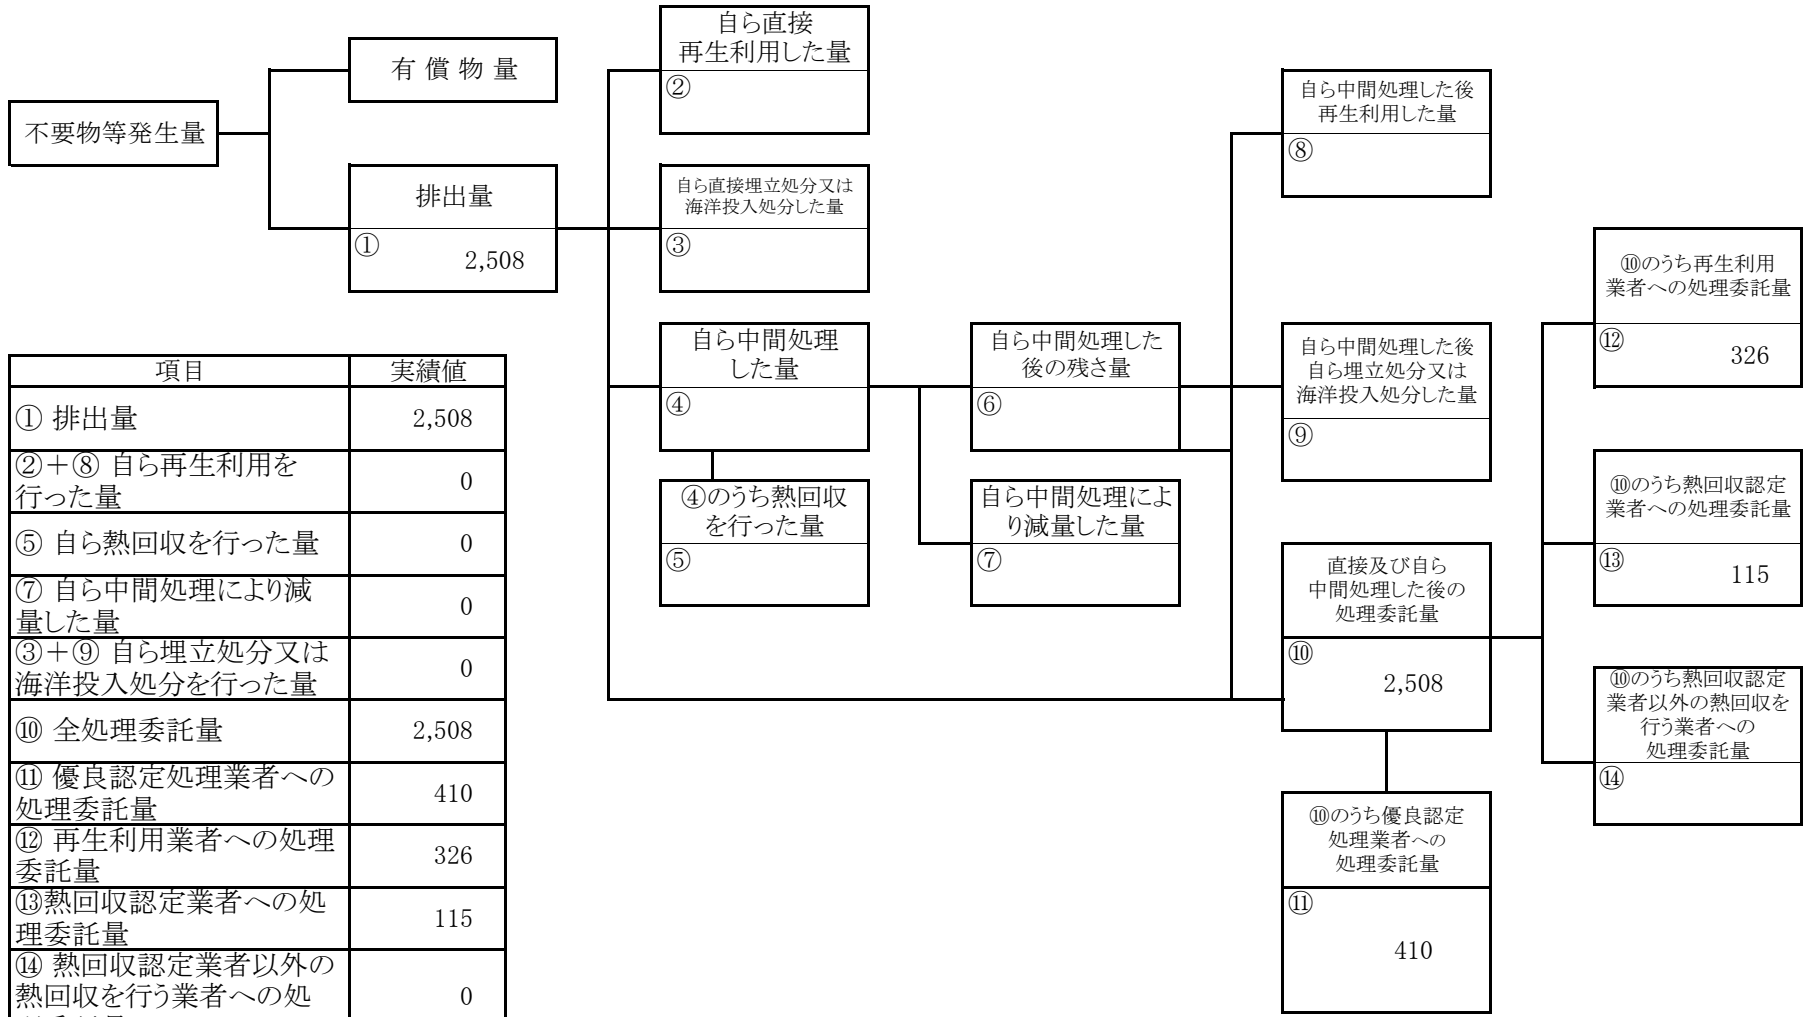 不要物等発生量
有 償 物 量
排出量
①
2,508
自ら直接
再生利用した量
②
自ら直接埋立処分又は
海洋投入処分した量
③
自ら中間処理
した量
④
④のうち熱回収
を行った量
⑤
自ら中間処理した
後の残さ量
⑥
自ら中間処理によ
り減量した量
⑦
自ら中間処理した後
再生利用した量
⑧
自ら中間処理した後
自ら埋立処分又は
海洋投入処分した量
⑨
直接及び自ら
中間処理した後の
処理委託量
⑩
2,508
⑩のうち優良認定
処理業者への
処理委託量
⑪
410
⑩のうち再生利用
業者への処理委託量
⑫
326
⑩のうち熱回収認定
業者への処理委託量
⑬
115
⑩のうち熱回収認定
業者以外の熱回収を
行う業者への
処理委託量
⑭
項目 実績値
① 排出量 2,508
②+⑧ 自ら再生利用を
行った量 0
⑤ 自ら熱回収を行った量 0
⑦ 自ら中間処理により減
量した量 0
③+⑨ 自ら埋立処分又は
海洋投入処分を行った量 0
⑩ 全処理委託量 2,508
⑪ 優良認定処理業者への
処理委託量 410
⑫ 再生利用業者への処理
委託量 326
⑬熱回収認定業者への処
理委託量 115
⑭ 熱回収認定業者以外の
熱回収を行う業者への処 0